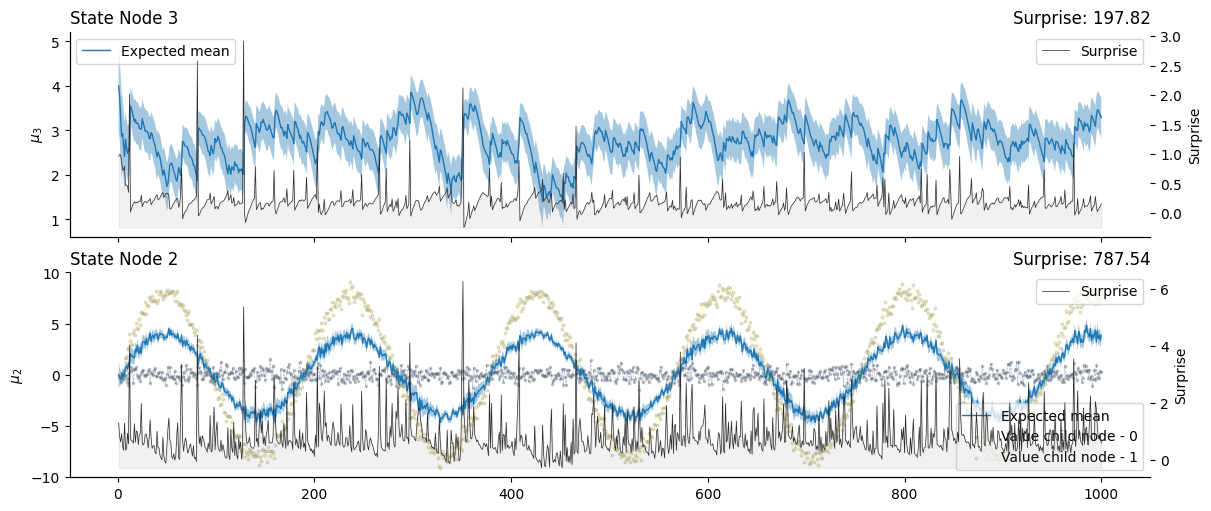 State Node 3
Surprise: 197.82
Expected mean
Surprise
5
4
3
2
1
μ3
3.0
2.5
2.0
1.5
1.0
0.5
0.0
Surprise
State Node 2
Surprise: 787.54
Surprise
10
5
0
−5
−10
μ2
6
4
2
0
Surprise
Expected mean
Value child node - 0
Value child node - 1
0
200
400
600
800
1000